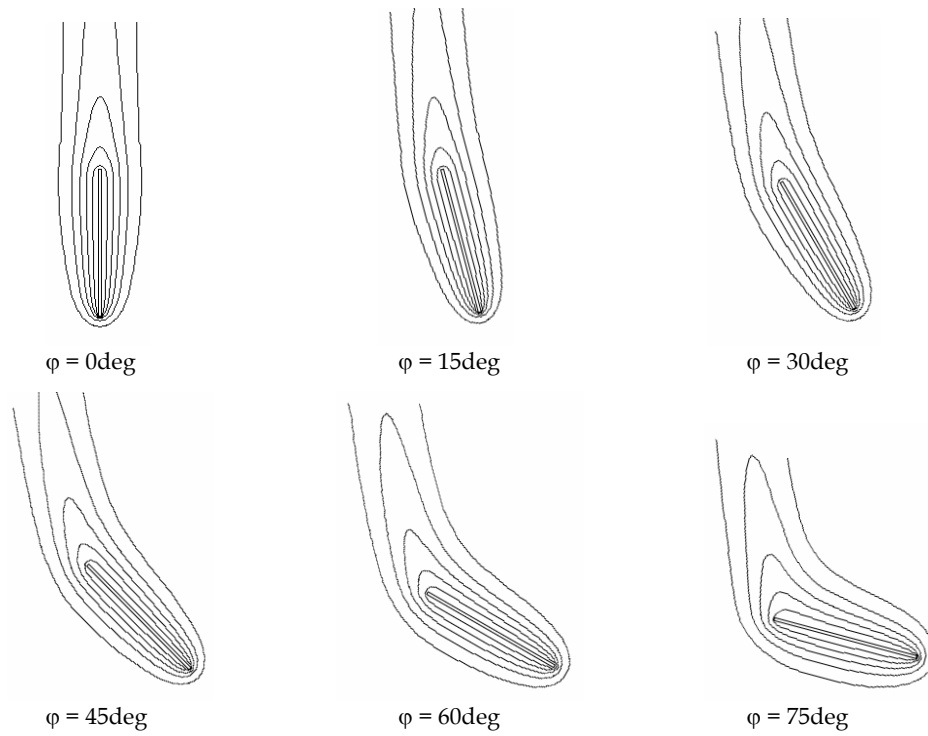 φ = 0deg
φ = 15deg
φ = 30deg
φ = 45deg
φ = 60deg
φ = 75deg